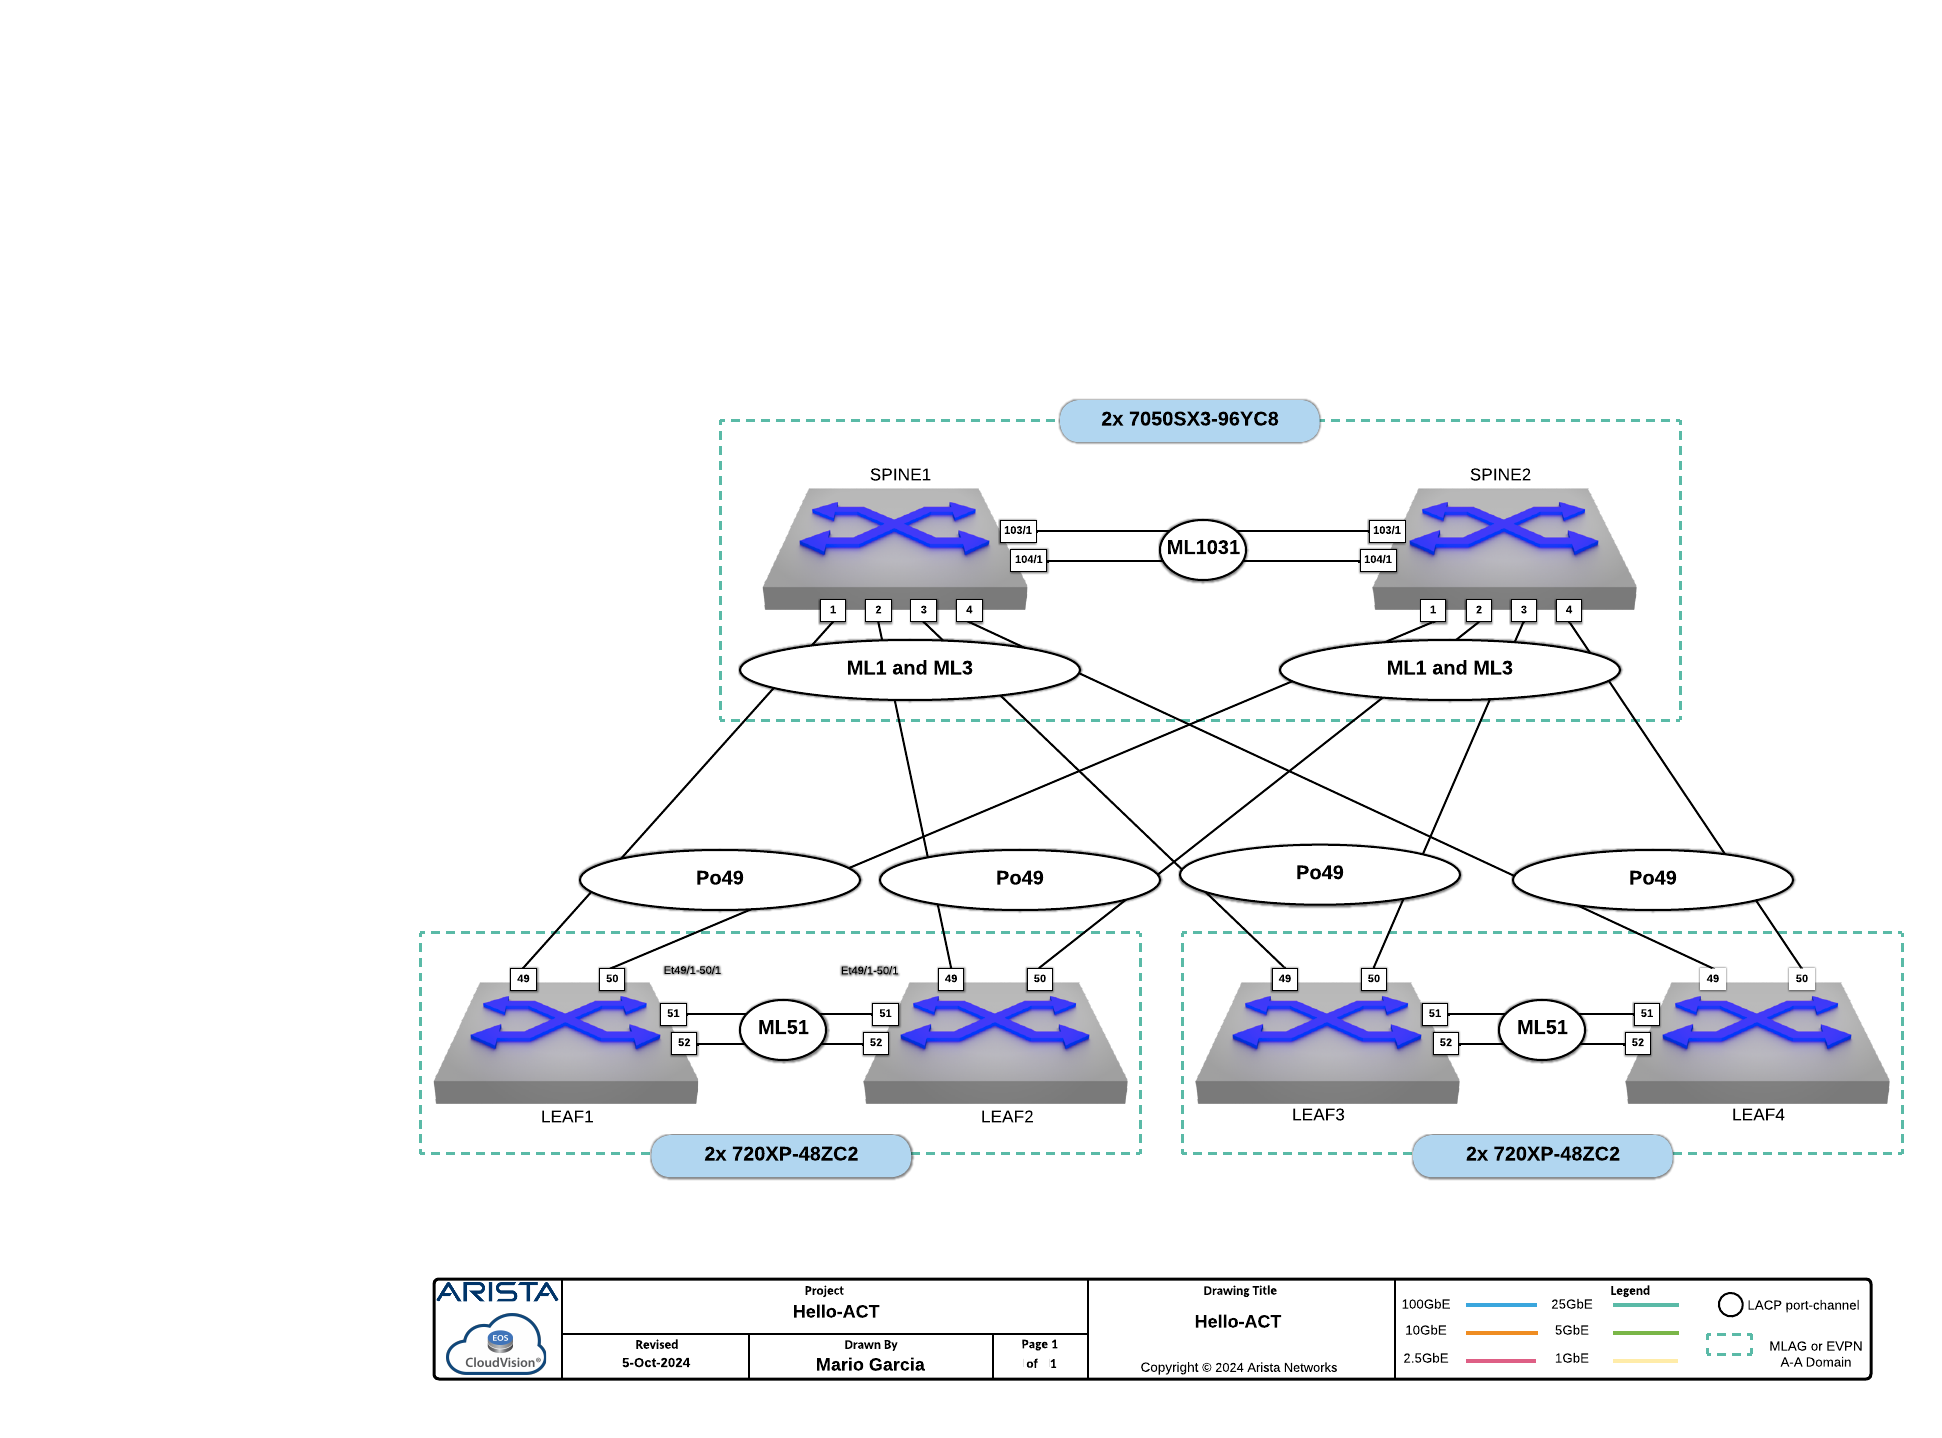 2x 7050SX3-96YC8
SPINE1
SPINE2
103/1
103/1
ML1031
104/1
104/1
1
2
3
4
1
2
3
4
ML1 and ML3
ML1 and ML3
Po49
Po49
Po49
Po49
49
50
Et49/1-50/1
Et49/1-50/1
49
50
49
50
49
50
51
ML51
51
51
ML51
51
52
52
52
52
LEAF1
LEAF2
LEAF3
LEAF4
2x 720XP-48ZC2
2x 720XP-48ZC2
ARISTA
EOS
CloudVision®
Project
Hello-ACT
Revised
5-Oct-2024
Drawn By
Mario Garcia
Page 1
of 1
Drawing Title
Hello-ACT
Copyright © 2024 Arista Networks
Legend
100GbE
25GbE
LACP port-channel
10GbE
5GbE
2.5GbE
1GbE
MLAG or EVPN
A-A Domain